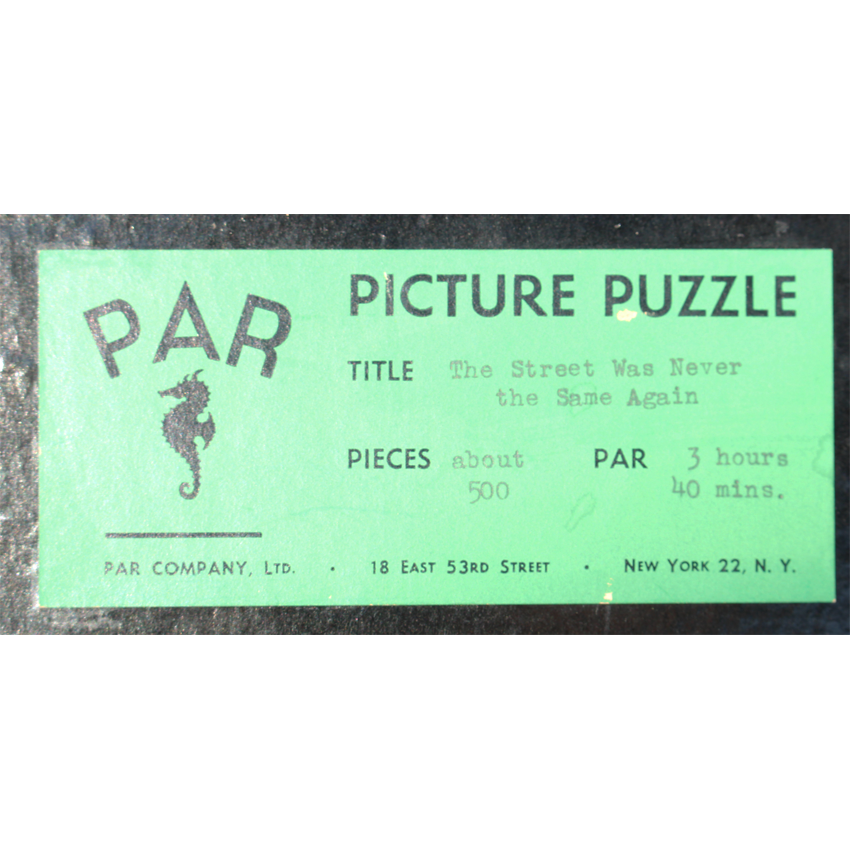 PAR
PICTURE PUZZLE
TITLE The Street Was Never
the Same Again
PIECES about
500
PAR 3 hours
40 mins.
PAR COMPANY, LTD. · 18 EAST 53RD STREET · NEW YORK 22, N. Y.